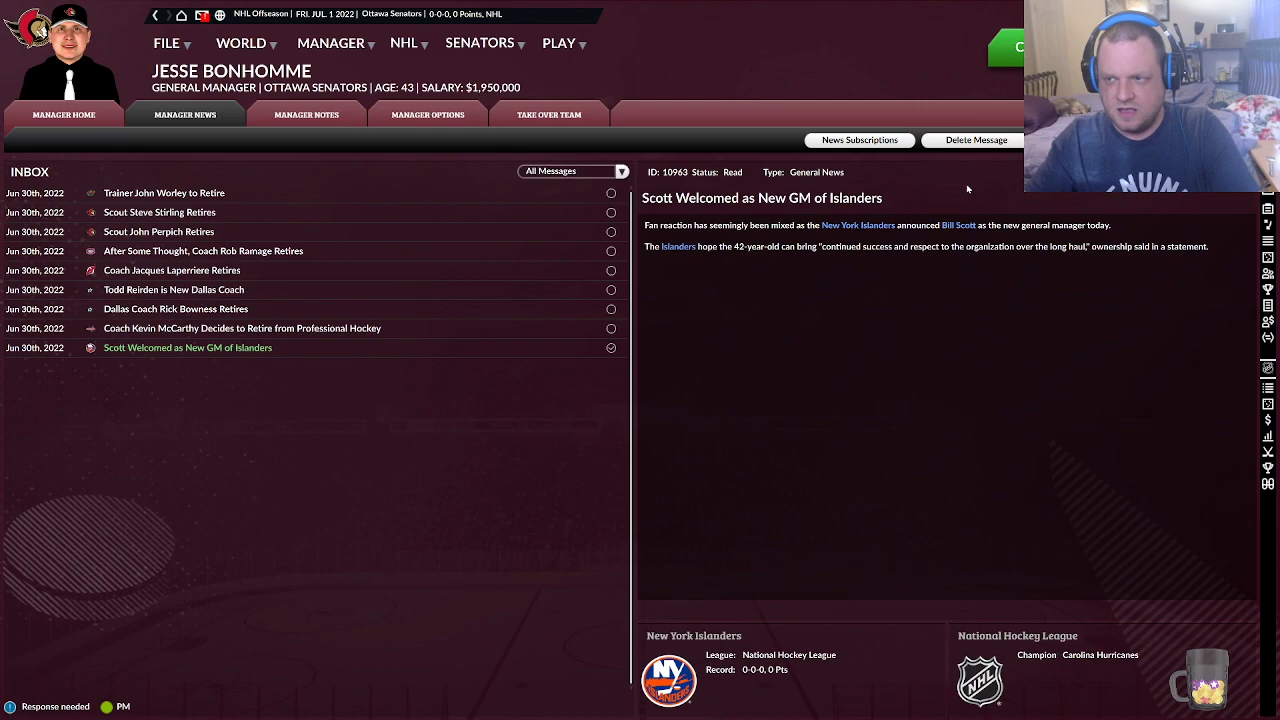 NHL Offseason | FRI. JUL. 1 2022 | Ottawa Senators | 0-0-0, 0 Points, NHL
FILE WORLD MANAGER NHL SENATORS PLAY
JESSE BONHOMME
GENERAL MANAGER | OTTAWA SENATORS | AGE: 43 | SALARY: $1,950,000
MANAGER HOME MANAGER NEWS MANAGER NOTES MANAGER OPTIONS TAKE OVER TEAM
News Subscriptions Delete Message
INBOX All Messages
Jun 30th, 2022 Trainer John Worley to Retire
Jun 30th, 2022 Scout Steve Stirling Retires
Jun 30th, 2022 Scout John Perpich Retires
Jun 30th, 2022 After Some Thought, Coach Rob Ramage Retires
Jun 30th, 2022 Coach Jacques Laperriere Retires
Jun 30th, 2022 Todd Reirden is New Dallas Coach
Jun 30th, 2022 Dallas Coach Rick Bowness Retires
Jun 30th, 2022 Coach Kevin McCarthy Decides to Retire from Professional Hockey
Jun 30th, 2022 Scott Welcomed as New GM of Islanders
ID: 10963 Status: Read Type: General News
Scott Welcomed as New GM of Islanders
Fan reaction has seemingly been mixed as the New York Islanders announced Bill Scott as the new general manager today.
The Islanders hope the 42-year-old can bring "continued success and respect to the organization over the long haul," ownership said in a statement.
New York Islanders
League: National Hockey League
Record: 0-0-0, 0 Pts
NY
ISLANDERS
National Hockey League
Champion Carolina Hurricanes
NHL
Response needed PM